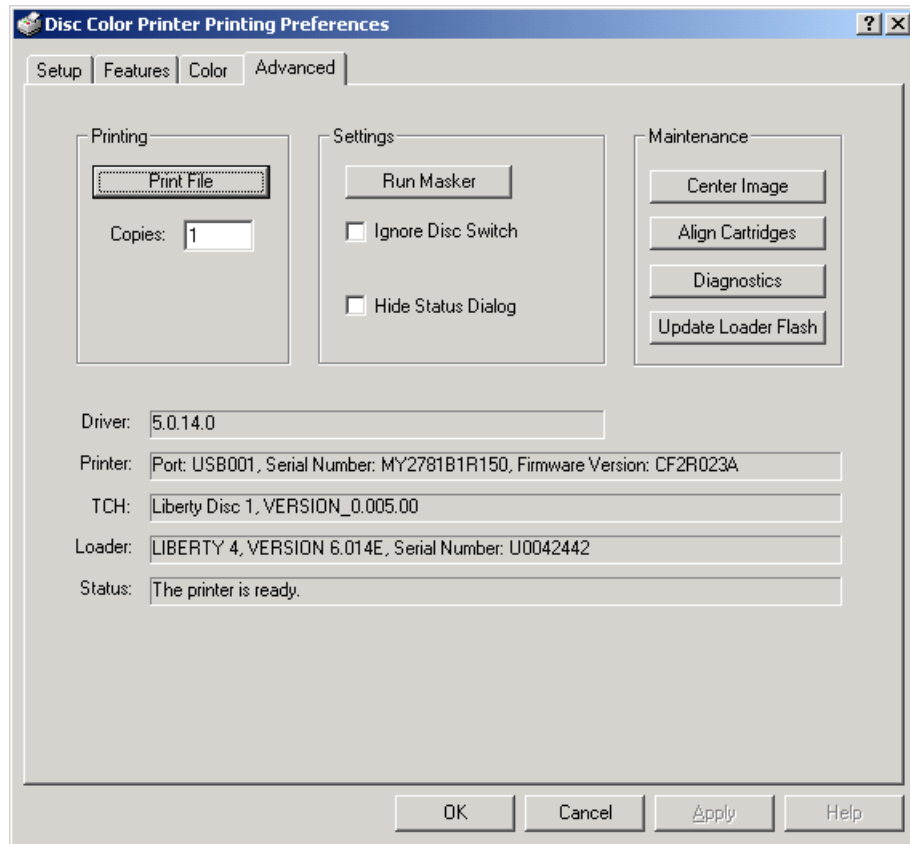 Disc Color Printer Printing Preferences
Setup Features Color Advanced
Printing
Print File
Copies: 1
Settings
Run Masker
Ignore Disc Switch
Hide Status Dialog
Maintenance
Center Image
Align Cartridges
Diagnostics
Update Loader Flash
Driver: 5.0.14.0
Printer: Port: USB001, Serial Number: MY2781B1R150, Firmware Version: CF2R023A
TCH: Liberty Disc 1, VERSION_0.005.00
Loader: LIBERTY 4, VERSION 6.014E, Serial Number: U0042442
Status: The printer is ready.
OK Cancel Apply Help